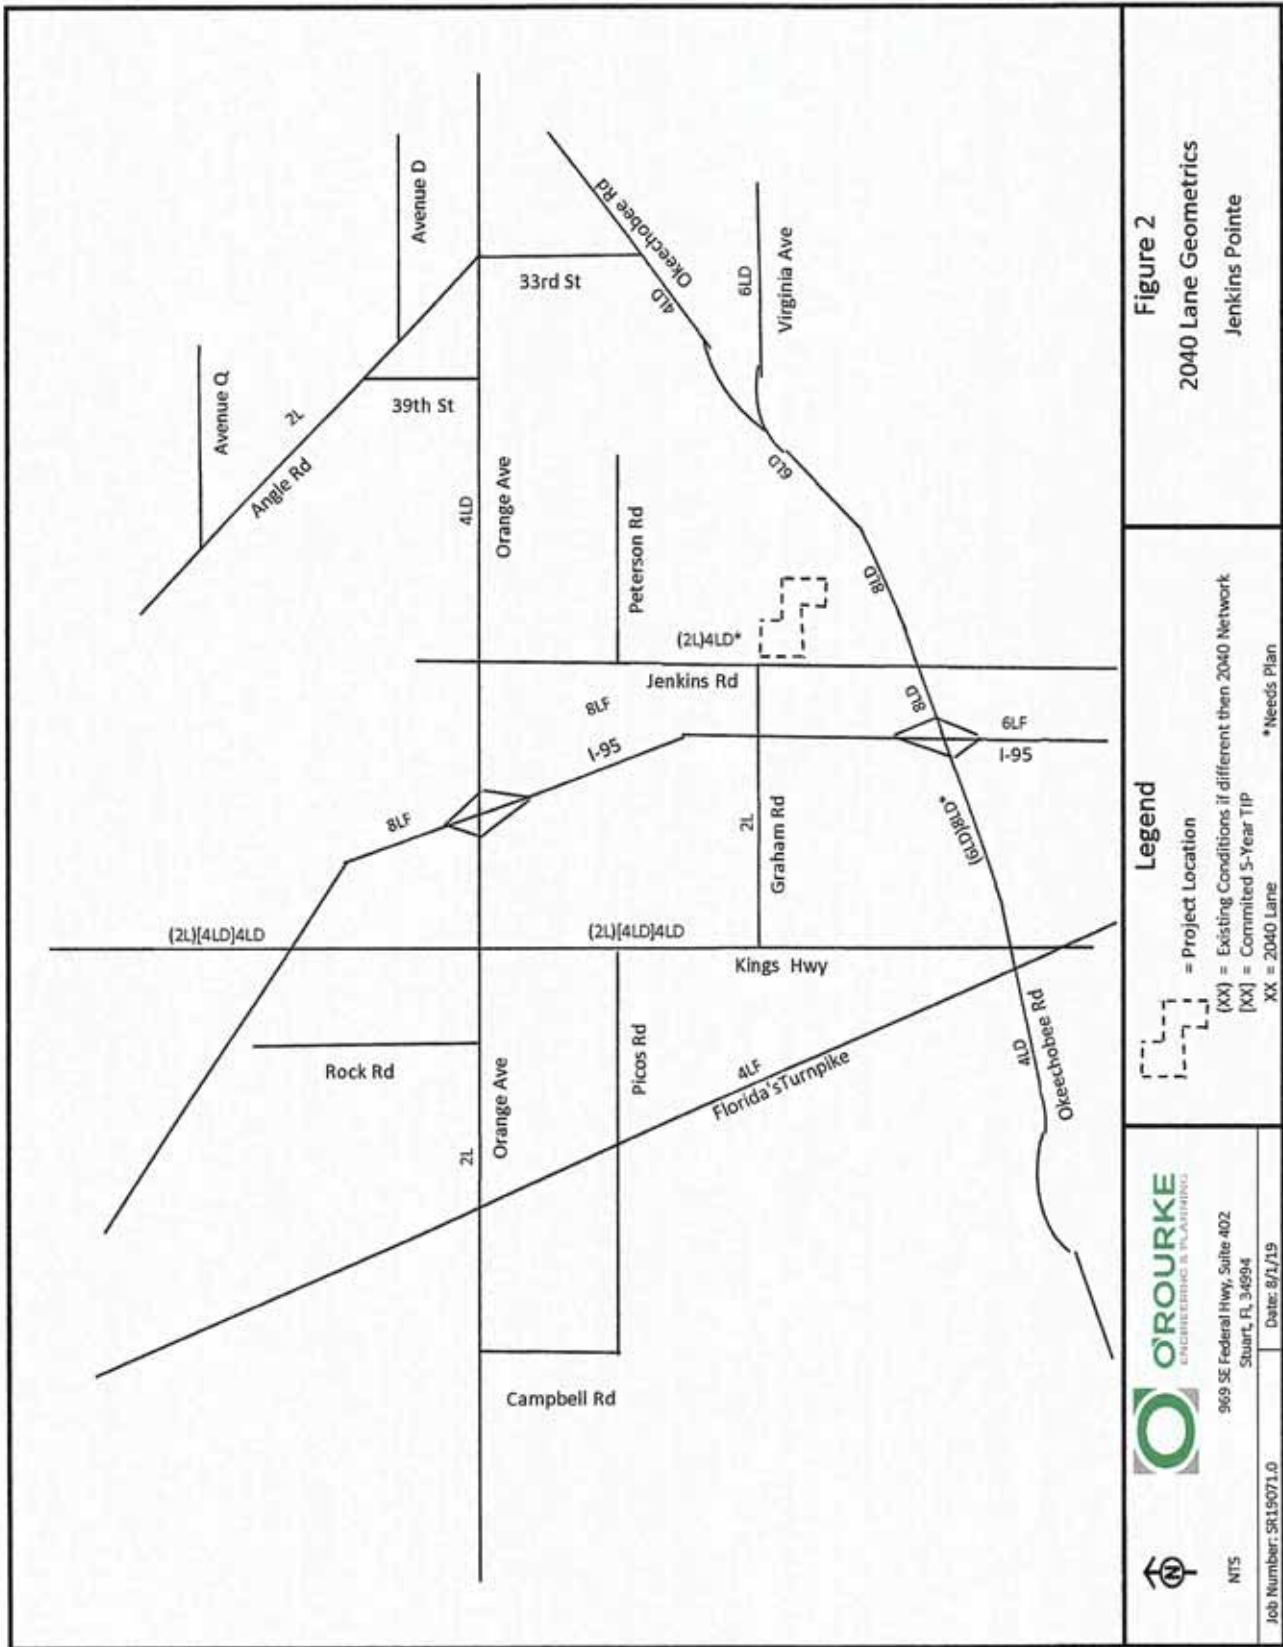 Avenue Q
Avenue D
2L
Angle Rd
39th St
(2L)[4LD]4LD
8LF
Rock Rd
4LD
Orange Ave
2L
Orange Ave
33rd St
Okeechobee Rd
4LD
Campbell Rd
Picos Rd
(2L)[4LD]4LD
I-95
8LF
Peterson Rd
(2L)4LD*
Jenkins Rd
6LD
Virginia Ave
Kings Hwy
2L
Graham Rd
4LF
Florida'sTurnpike
6LD
8LD
8LD
6LF
I-95
(6LD)8LD*
4LD
Okeechobee Rd
NTS
O'ROURKE
ENGINEERING & PLANNING
969 SE Federal Hwy, Suite 402
Stuart, FL, 34994
Job Number: SR19071.0
Date: 8/1/19
Legend
= Project Location
(XX) = Existing Conditions if different then 2040 Network
[XX] = Commited 5-Year TIP
XX = 2040 Lane
*Needs Plan
Figure 2
2040 Lane Geometrics
Jenkins Pointe
N